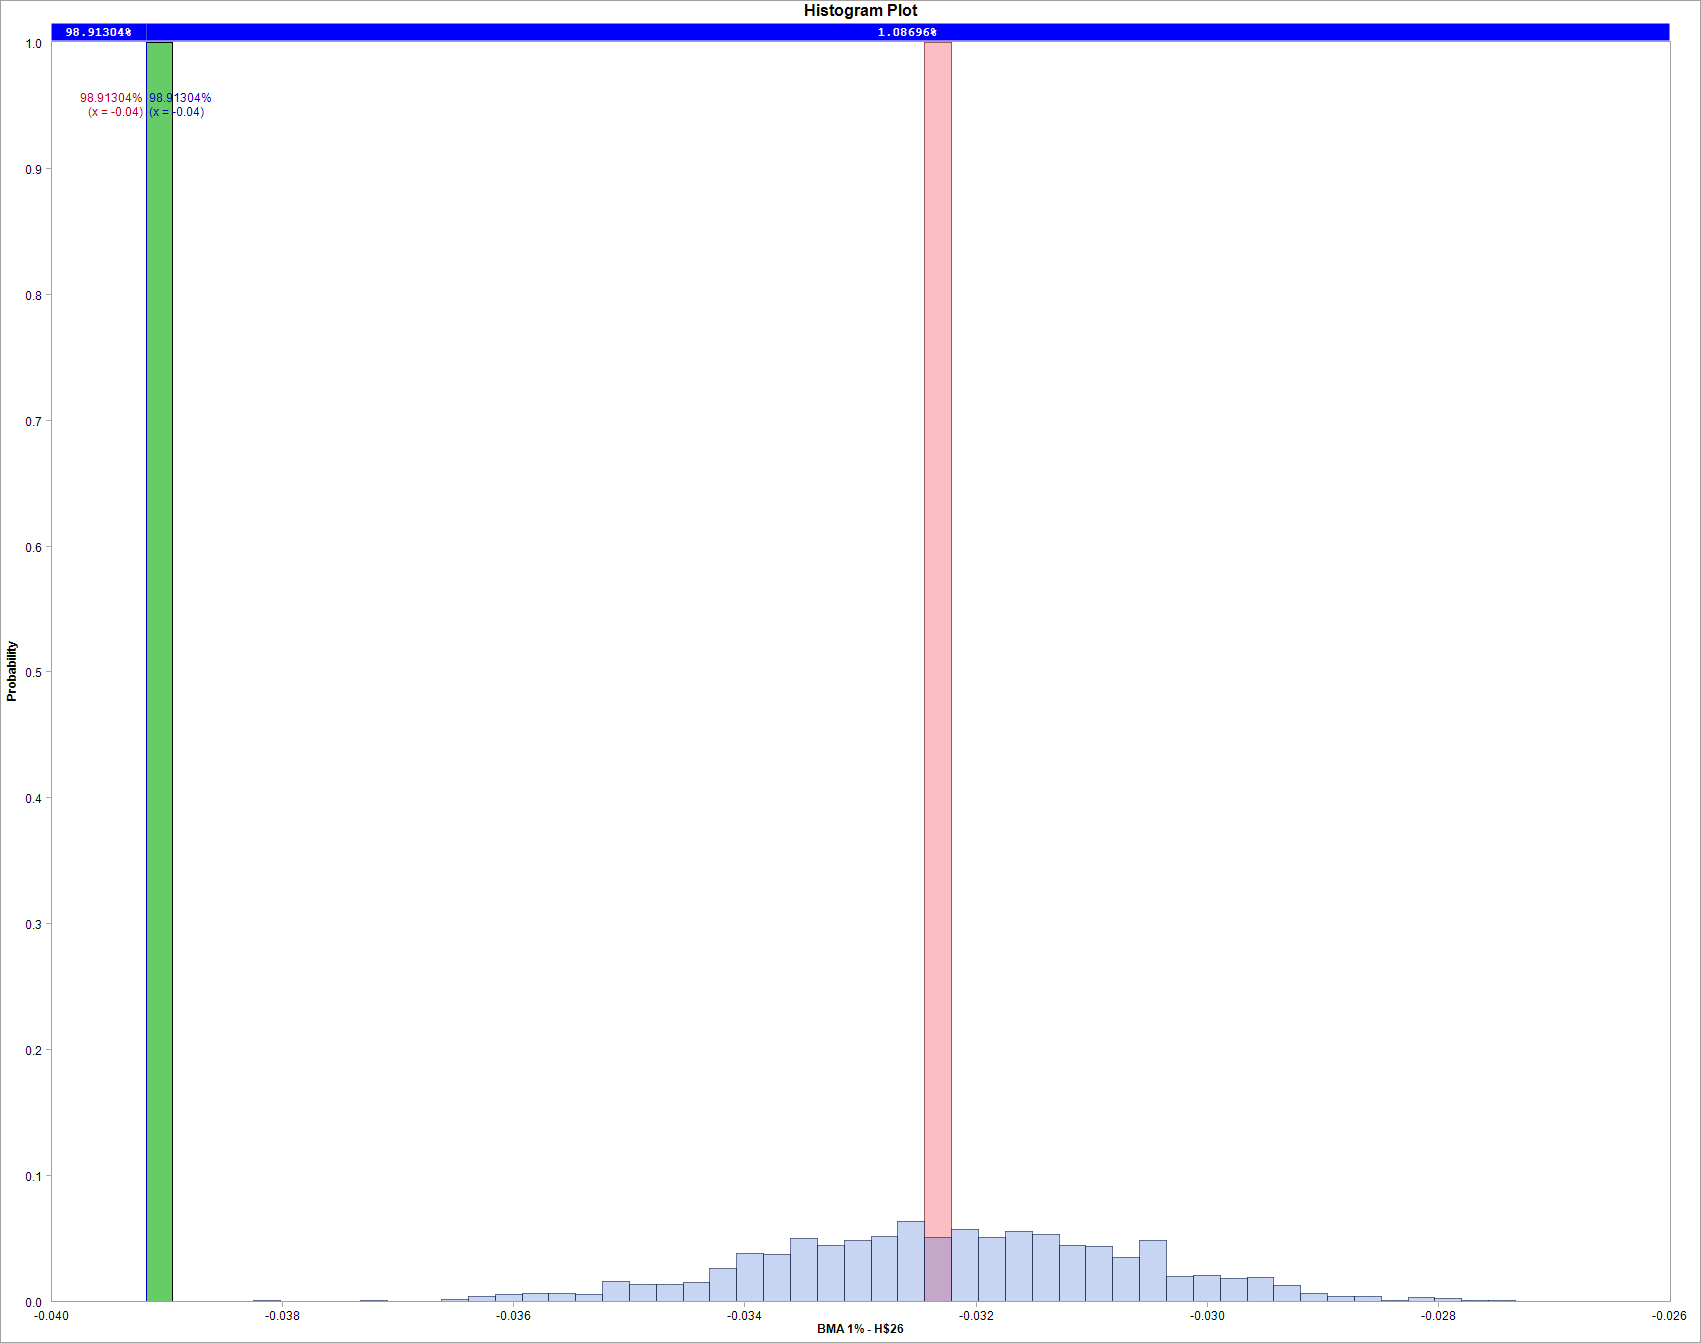 Histogram Plot
98.91304% 1.08696%
1.0
98.91304% 98.91304%
(x = -0.04) (x = -0.04)
0.9
0.8
0.7
0.6
0.5
Probability
0.4
0.3
0.2
0.1
0.0
-0.040 -0.038 -0.036 -0.034 -0.032 -0.030 -0.028 -0.026
BMA 1% - H$26